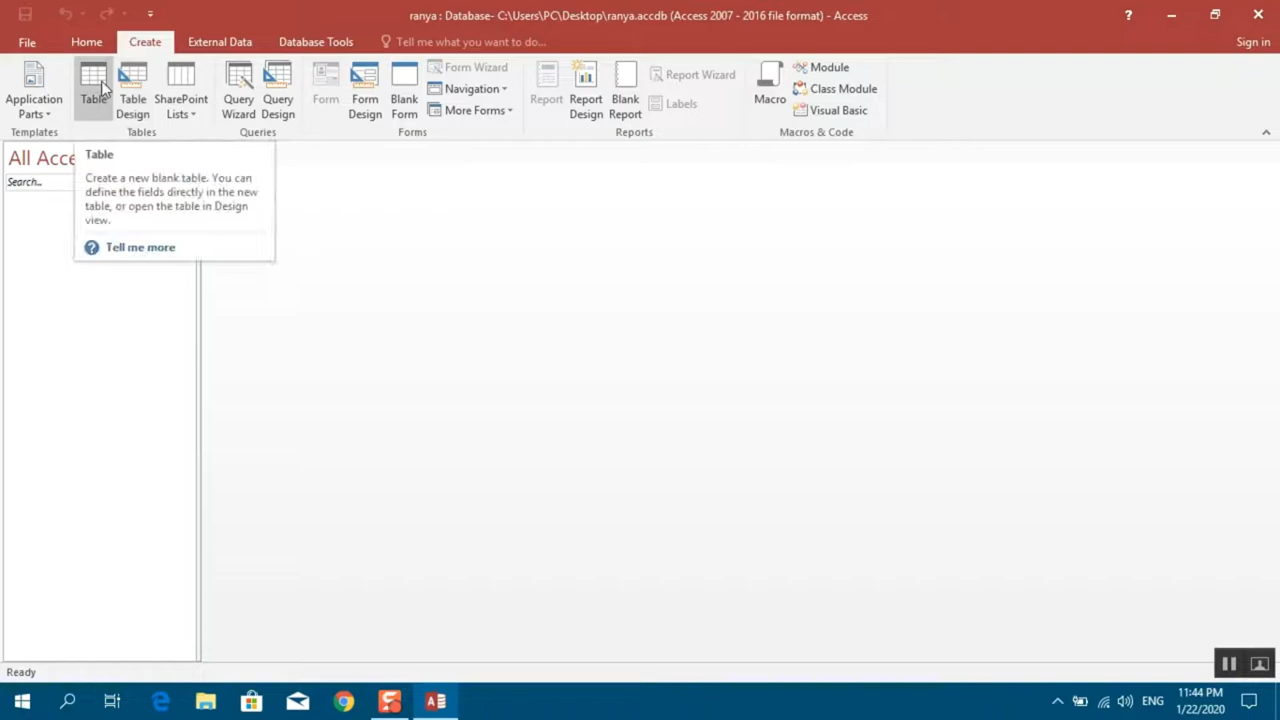 ranya : Database- C:\Users\PC\Desktop\ranya.accdb (Access 2007 - 2016 file format) - Access
?
File Home Create External Data Database Tools Tell me what you want to do... Sign in
Application Parts
Table
Table Design
SharePoint Lists
Query Wizard
Query Design
Form
Form Design
Blank Form
Form Wizard
Navigation
More Forms
Report
Report Design
Blank Report
Report Wizard
Labels
Macro
Module
Class Module
Visual Basic
Templates Tables Queries Forms Reports Macros & Code
All Acce
Search..
Table
Create a new blank table. You can
define the fields directly in the new
table, or open the table in Design
view.
? Tell me more
Ready
ENG
11:44 PM
1/22/2020